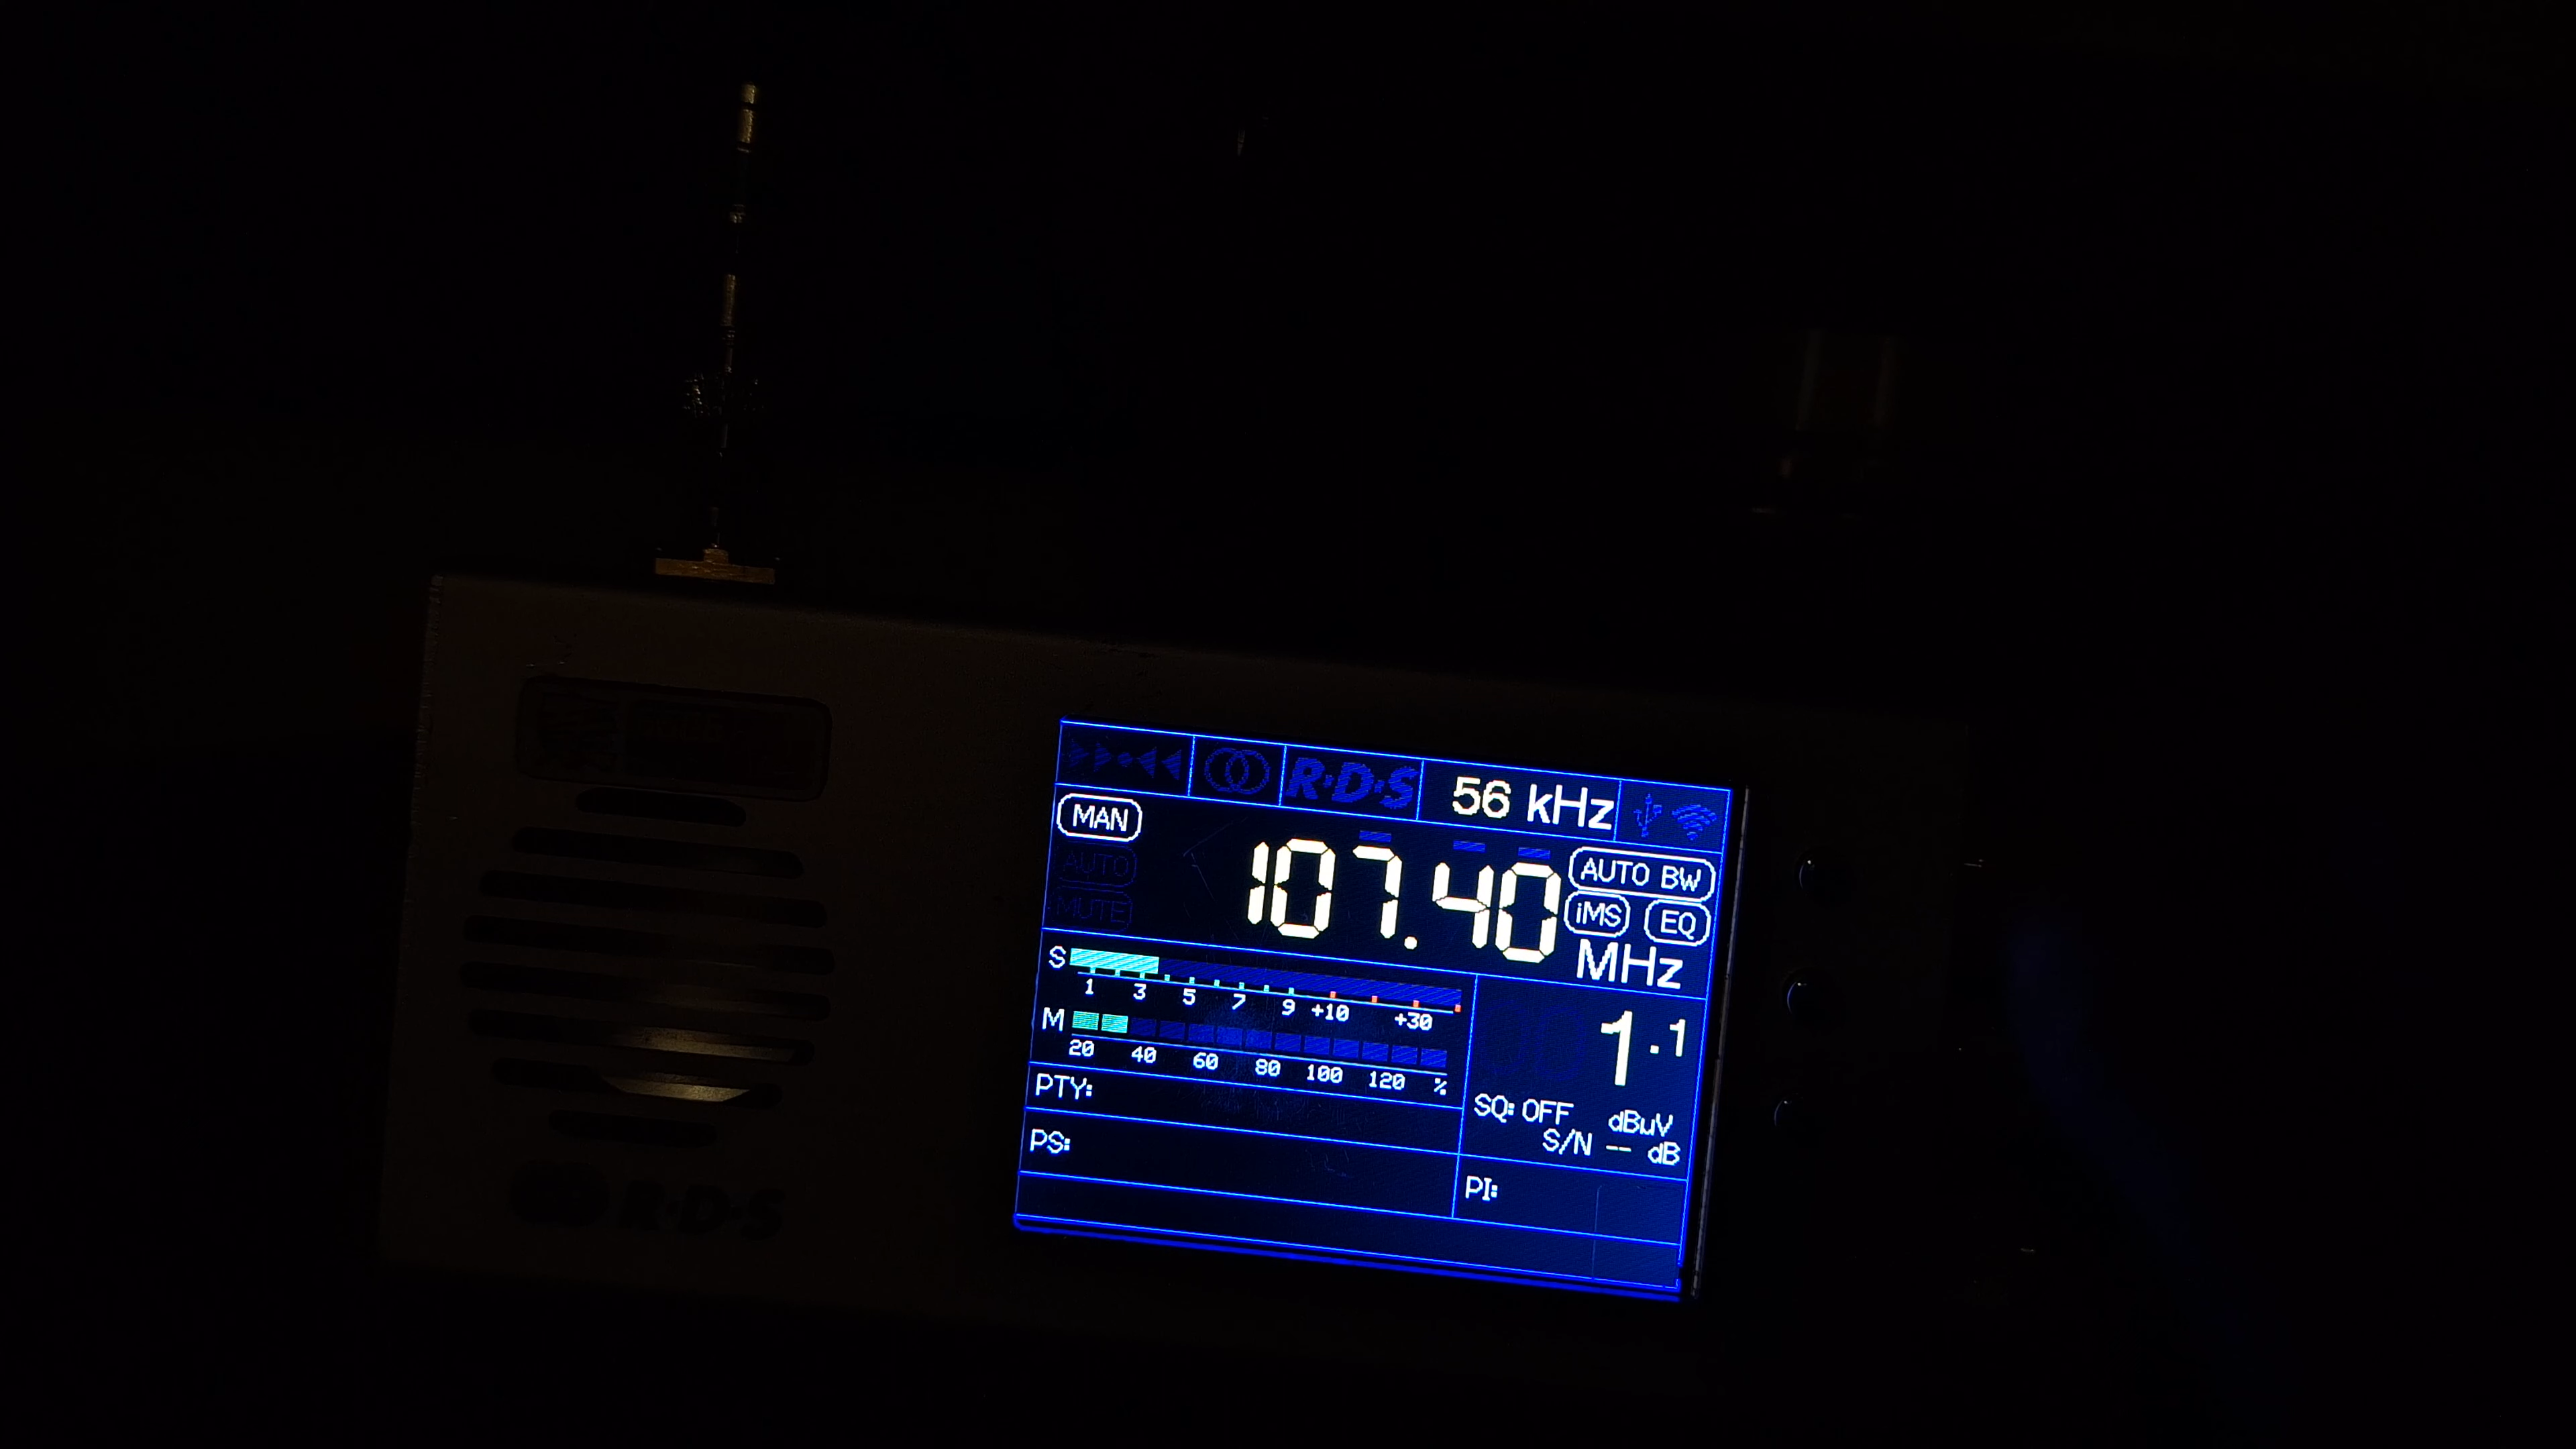 R·D·S 56 kHz
MAN
AUTO
MUTE
107.40 MHz
AUTO BW
iMS EQ
S
1 3 5 7 9 +10 +30
M
20 40 60 80 100 120 %
1.1
SQ: OFF dBuV
S/N -- dB
PTY:
PS:
PI:
R·D·S